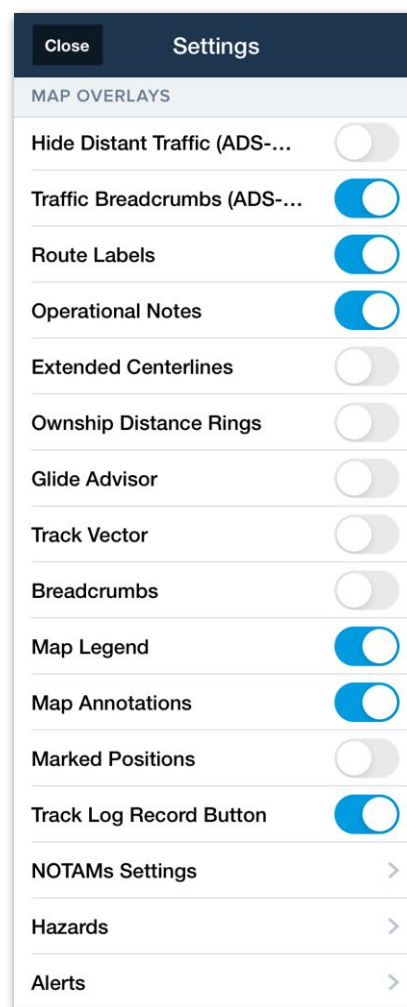 Close
Settings
MAP OVERLAYS
Hide Distant Traffic (ADS-...
Traffic Breadcrumbs (ADS-...
Route Labels
Operational Notes
Extended Centerlines
Ownship Distance Rings
Glide Advisor
Track Vector
Breadcrumbs
Map Legend
Map Annotations
Marked Positions
Track Log Record Button
NOTAMs Settings
Hazards
Alerts